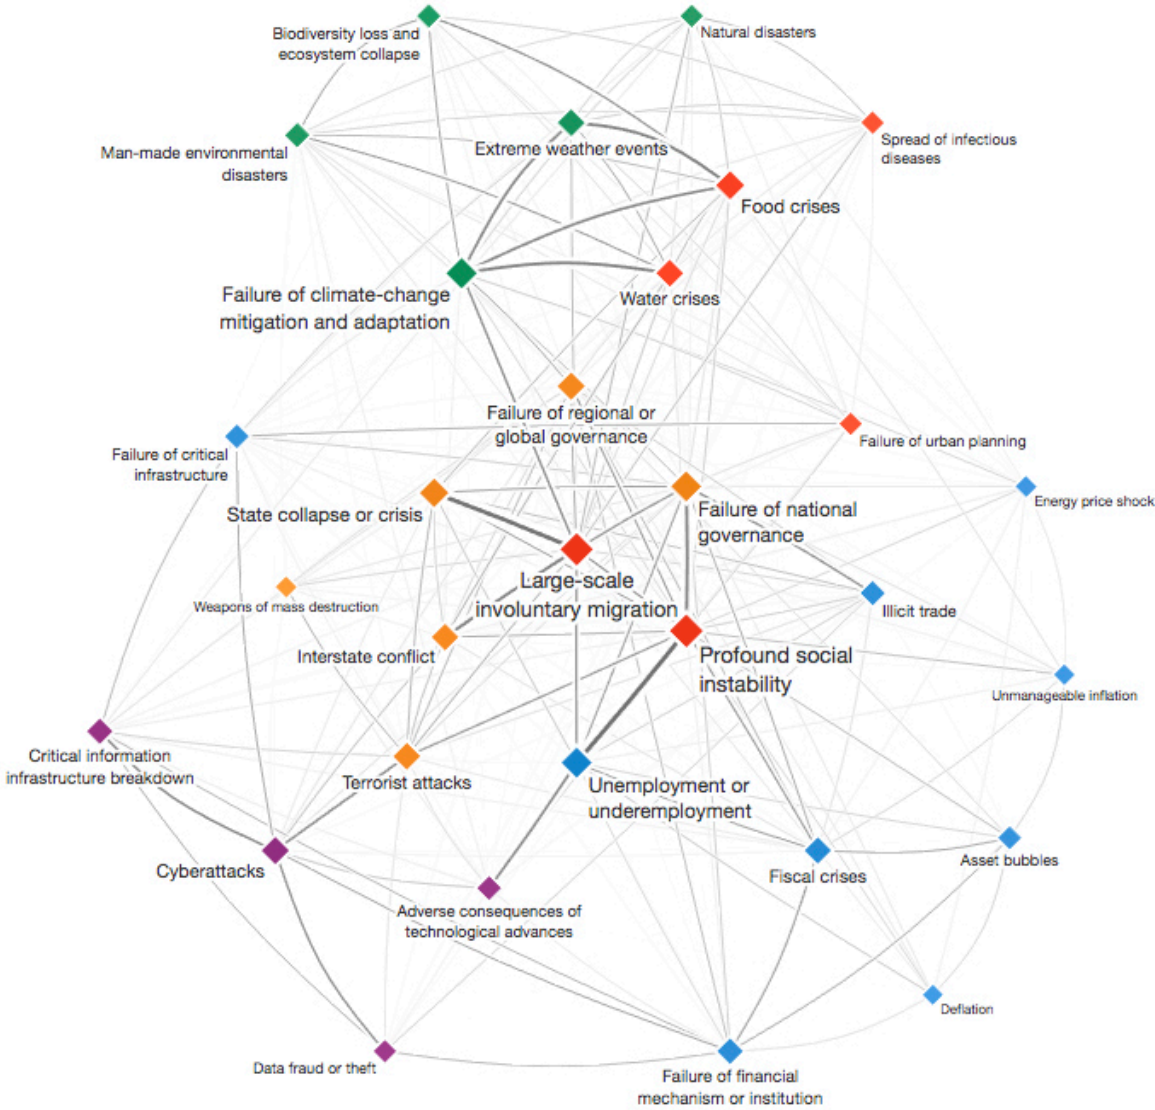 Biodiversity loss and
ecosystem collapse
Natural disasters
Man-made environmental
disasters
Extreme weather events
Spread of infectious
diseases
Food crises
Failure of climate-change
mitigation and adaptation
Water crises
Failure of regional or
global governance
Failure of critical
infrastructure
Failure of urban planning
State collapse or crisis
Failure of national
governance
Energy price shock
Large-scale
involuntary migration
Weapons of mass destruction
Illicit trade
Interstate conflict
Profound social
instability
Unmanageable inflation
Critical information
infrastructure breakdown
Terrorist attacks
Unemployment or
underemployment
Cyberattacks
Fiscal crises
Asset bubbles
Adverse consequences of
technological advances
Deflation
Data fraud or theft
Failure of financial
mechanism or institution